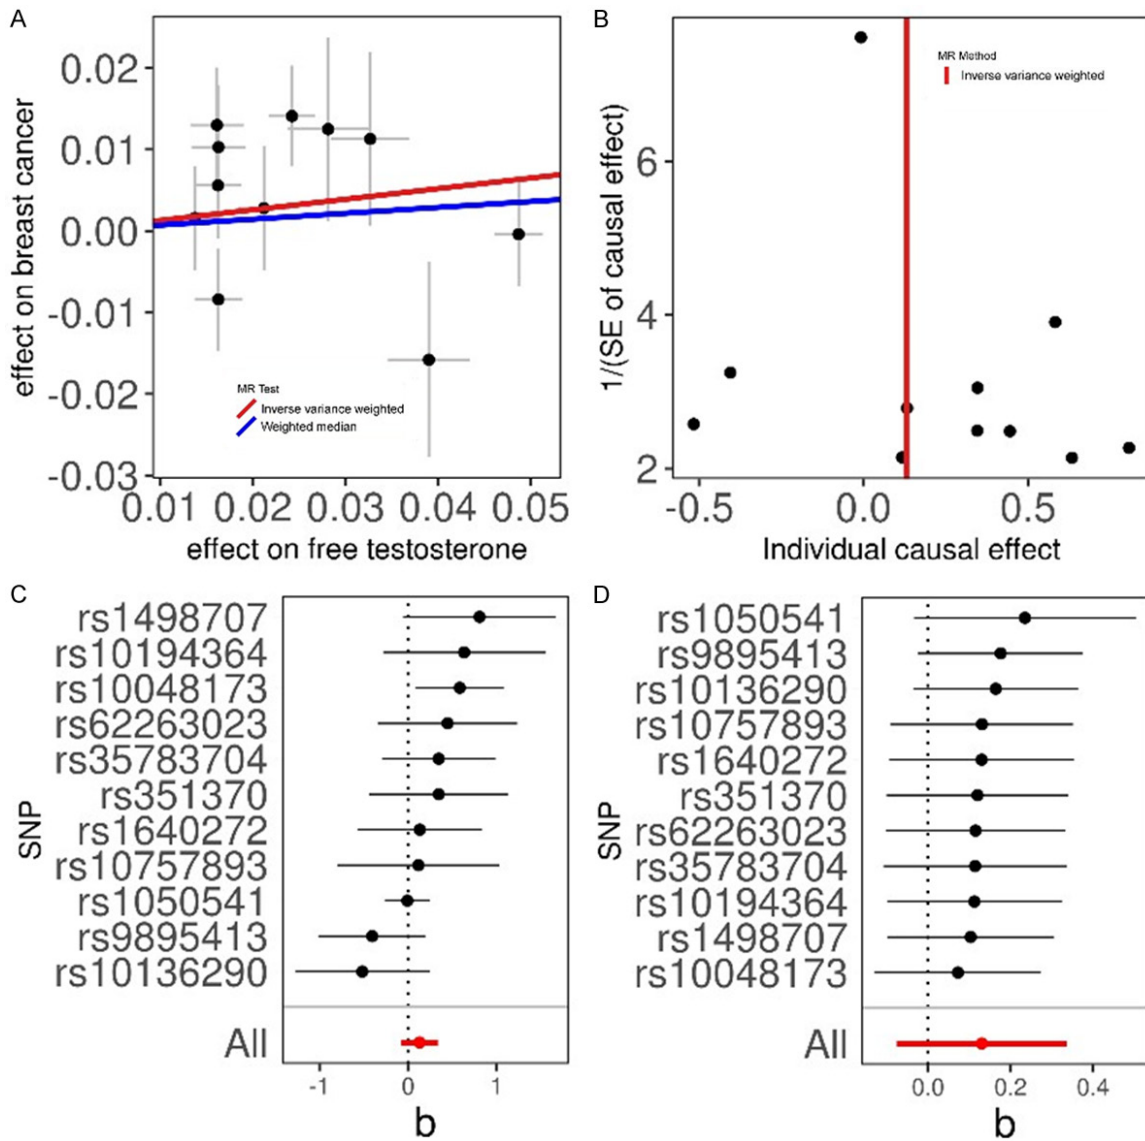 A
effect on breast cancer
0.02
0.01
0.00
-0.01
-0.02
-0.03
MR Test
Inverse variance weighted
Weighted median
0.01 0.02 0.03 0.04 0.05
effect on free testosterone
B
1/(SE of causal effect)
MR Method
Inverse variance weighted
6
4
2
-0.5 0.0 0.5
Individual causal effect
C
SNP
rs1498707
rs10194364
rs10048173
rs62263023
rs35783704
rs351370
rs1640272
rs10757893
rs1050541
rs9895413
rs10136290
All
-1 0 1
b
D
SNP
rs1050541
rs9895413
rs10136290
rs10757893
rs1640272
rs351370
rs62263023
rs35783704
rs10194364
rs1498707
rs10048173
All
0.0 0.2 0.4
b